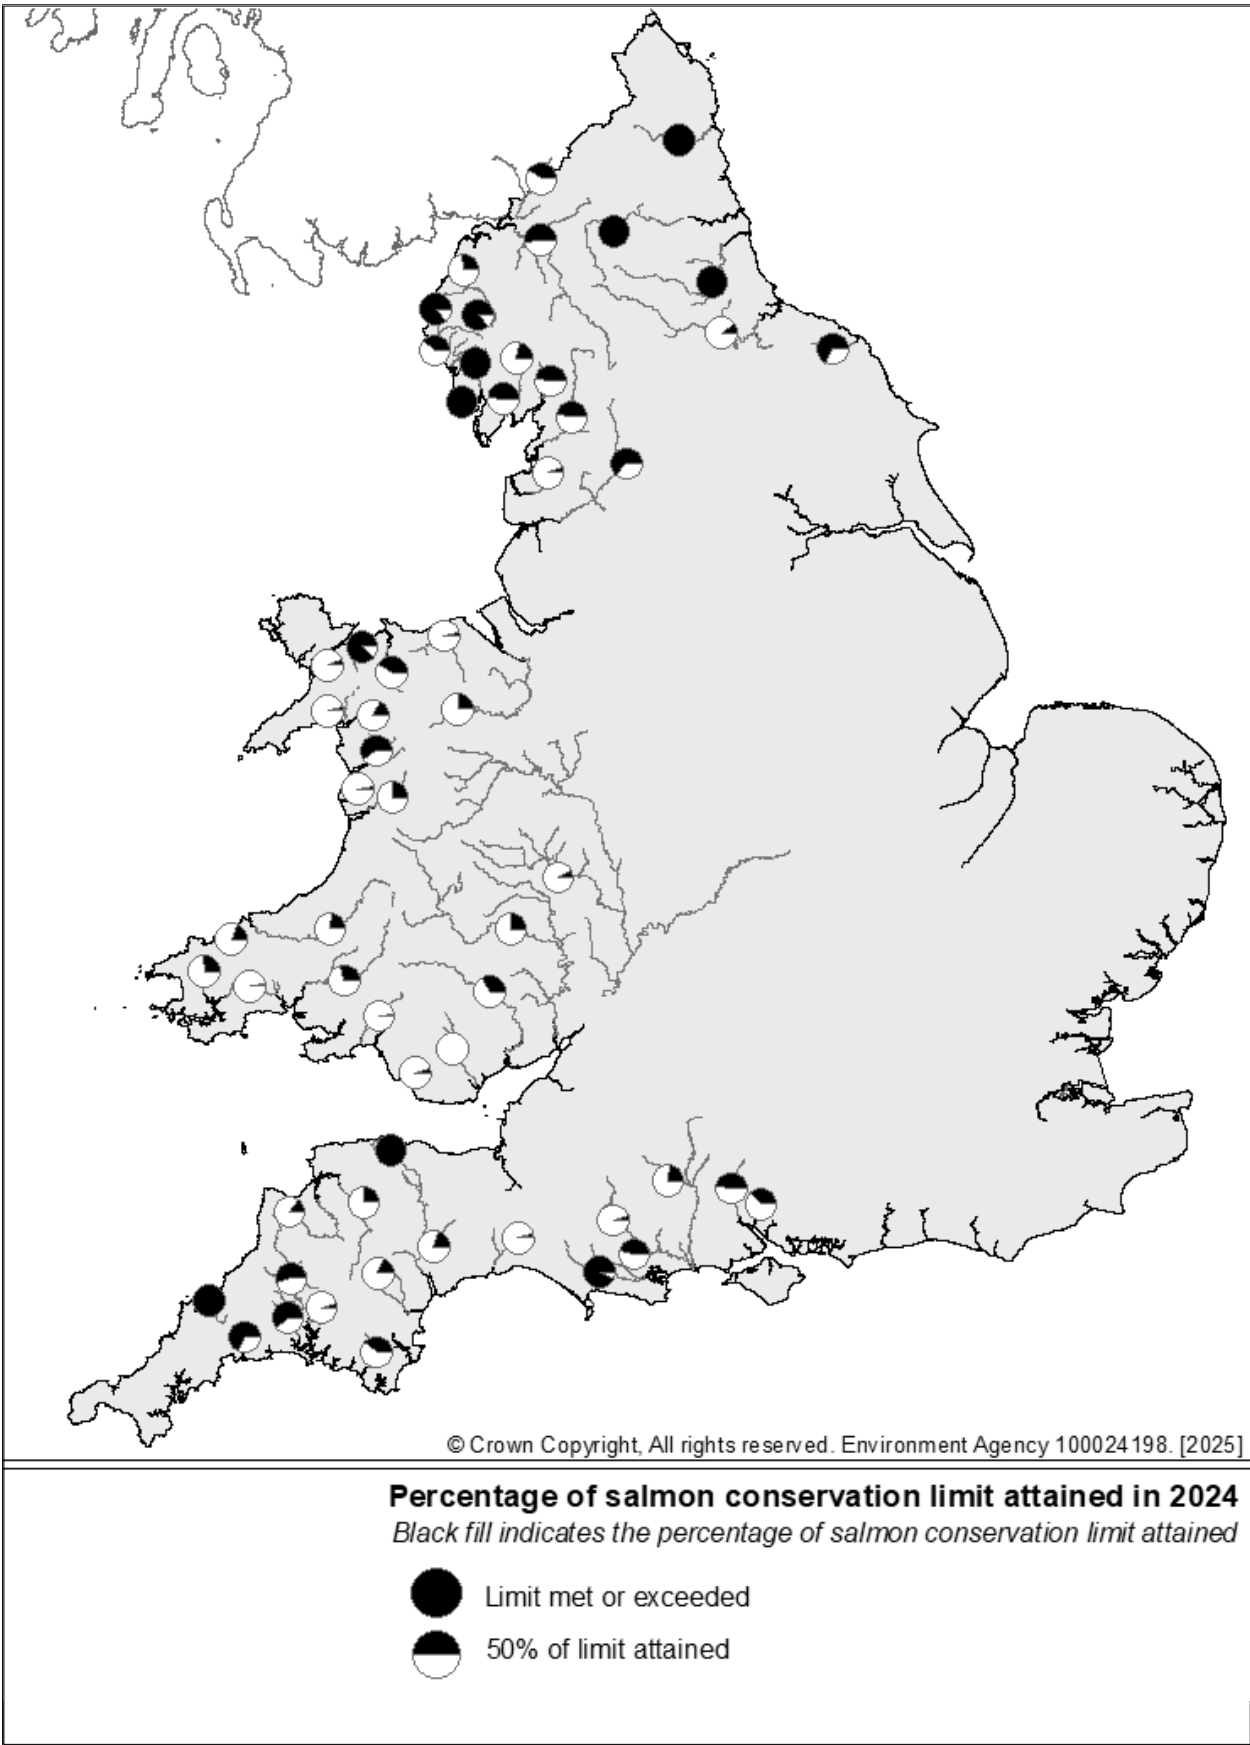 © Crown Copyright, All rights reserved. Environment Agency 100024198. [2025]
Percentage of salmon conservation limit attained in 2024
Black fill indicates the percentage of salmon conservation limit attained
Limit met or exceeded
50% of limit attained